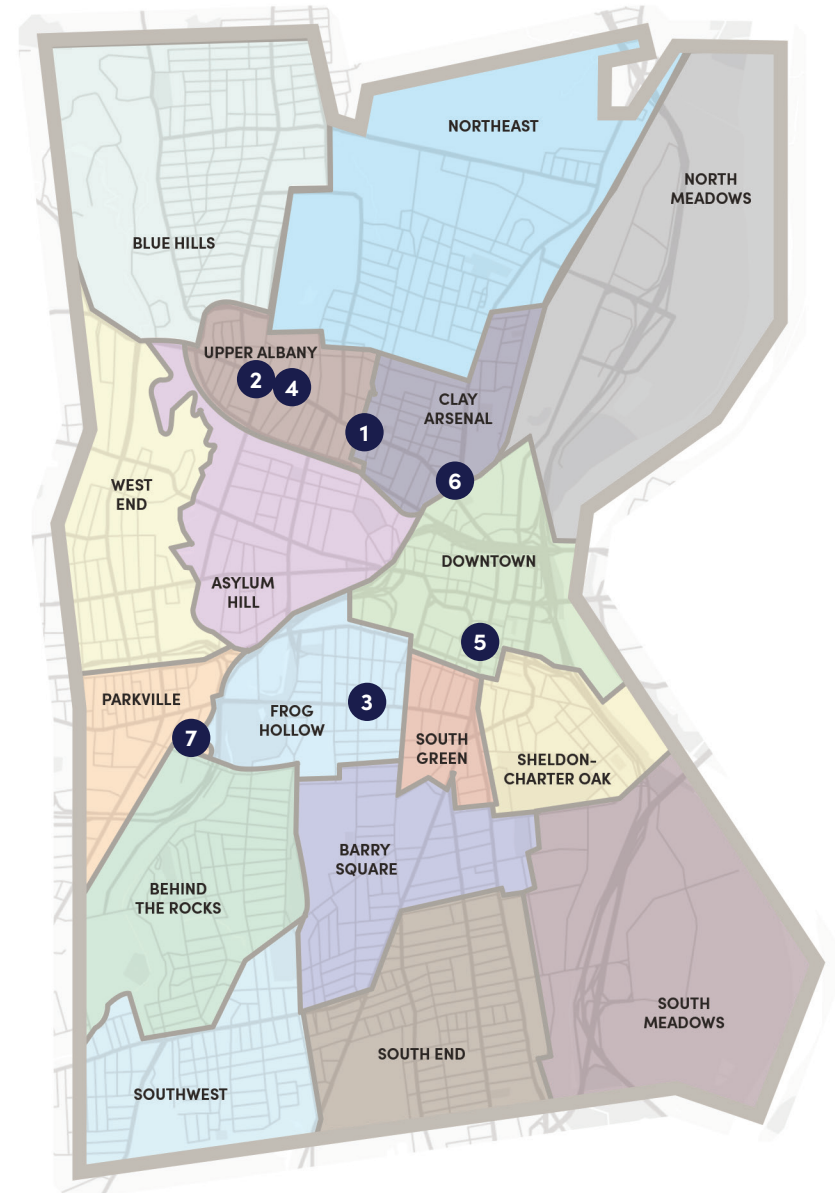 NORTHEAST
NORTH
MEADOWS
BLUE HILLS
UPPER ALBANY
2
4
CLAY
ARSENAL
1
6
WEST
END
DOWNTOWN
ASYLUM
HILL
5
PARKVILLE
3
FROG
HOLLOW
7
SOUTH
GREEN
SHELDON-
CHARTER OAK
BARRY
SQUARE
BEHIND
THE ROCKS
SOUTH
MEADOWS
SOUTH END
SOUTHWEST